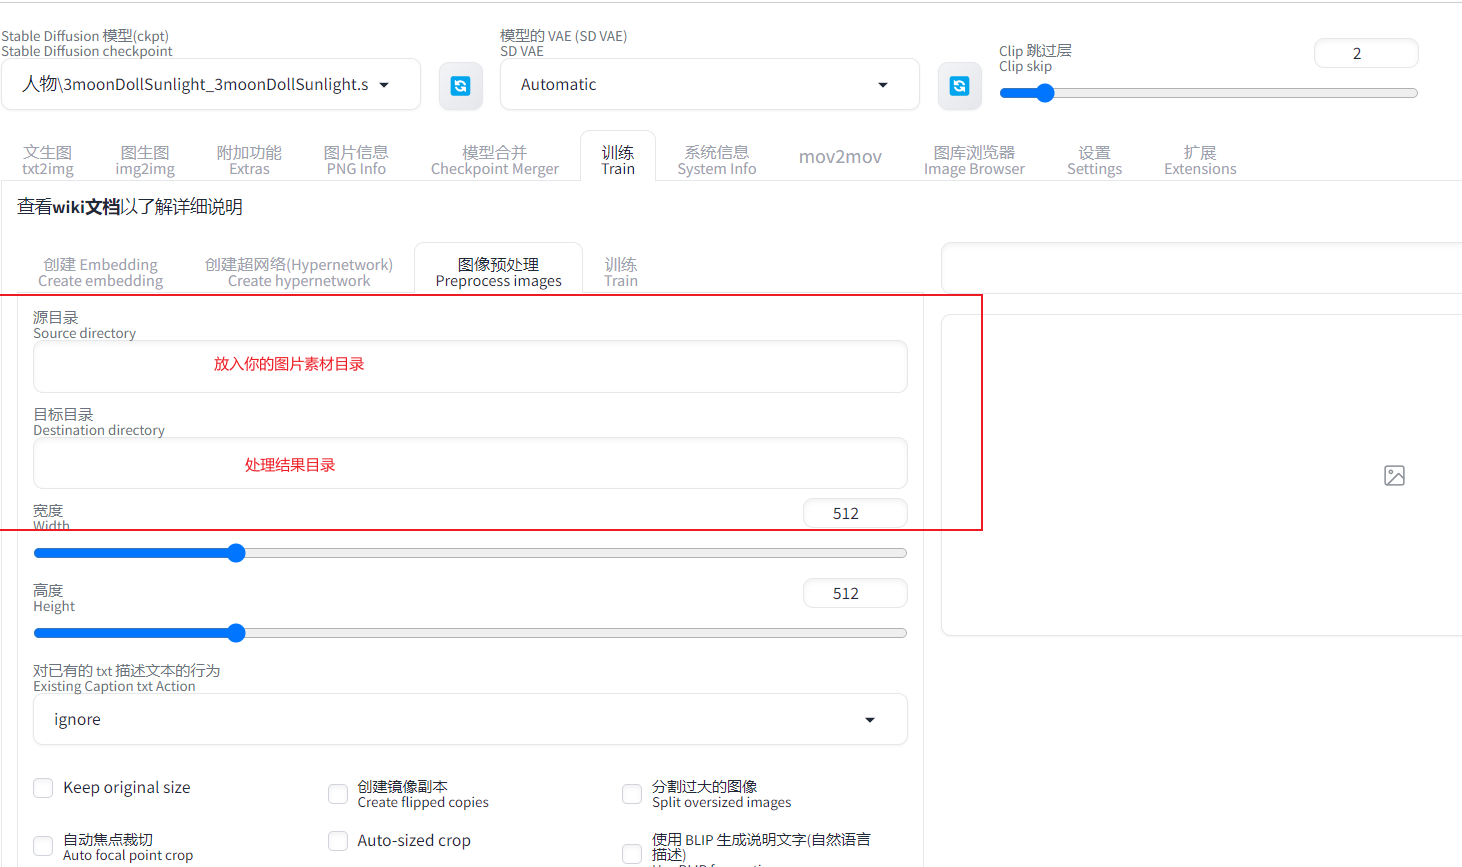 Stable Diffusion 模型(ckpt)
Stable Diffusion checkpoint
人物\3moonDollSunlight_3moonDollSunlight.s
模型的 VAE (SD VAE)
SD VAE
Automatic
Clip 跳过层
Clip skip
2
文生图
txt2img
图生图
img2img
附加功能
Extras
图片信息
PNG Info
模型合并
Checkpoint Merger
训练
Train
系统信息
System Info
mov2mov
图库浏览器
Image Browser
设置
Settings
扩展
Extensions
查看wiki文档以了解详细说明
创建 Embedding
Create embedding
创建超网络(Hypernetwork)
Create hypernetwork
图像预处理
Preprocess images
训练
Train
源目录
Source directory
放入你的图片素材目录
目标目录
Destination directory
处理结果目录
宽度
Width
512
高度
Height
512
对已有的 txt 描述文本的行为
Existing Caption txt Action
ignore
Keep original size
创建镜像副本
Create flipped copies
分割过大的图像
Split oversized images
自动焦点裁切
Auto focal point crop
Auto-sized crop
使用 BLIP 生成说明文字(自然语言
描述)